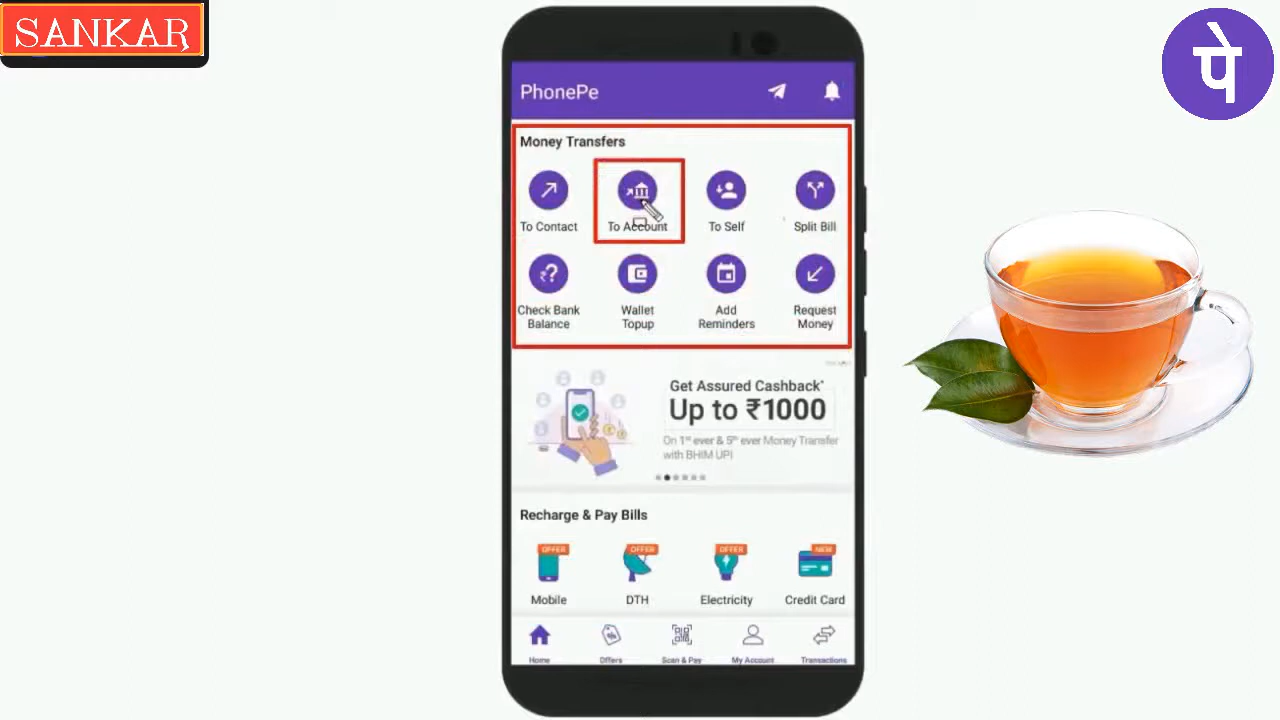 SANKAR
पे
PhonePe
Money Transfers
To Contact
To Account
To Self
Split Bill
Check Bank
Balance
Wallet
Topup
Add
Reminders
Request
Money
Get Assured Cashback*
Up to ₹1000
On 1st ever & 5th ever Money Transfer
with BHIM UPI
Recharge & Pay Bills
OFFER
OFFER
OFFER
NEW
Mobile
DTH
Electricity
Credit Card
Home
Offers
Scan & Pay
My Account
Transactions